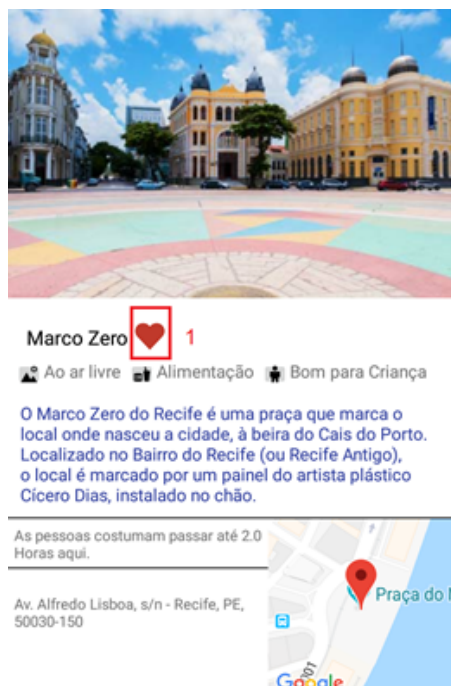 Marco Zero 1
Ao ar livre Alimentação Bom para Criança
O Marco Zero do Recife é uma praça que marca o
local onde nasceu a cidade, à beira do Cais do Porto.
Localizado no Bairro do Recife (ou Recife Antigo),
o local é marcado por um painel do artista plástico
Cícero Dias, instalado no chão.
As pessoas costumam passar até 2.0
Horas aqui.
Praça do
Av. Alfredo Lisboa, s/n - Recife, PE,
50030-150
Google